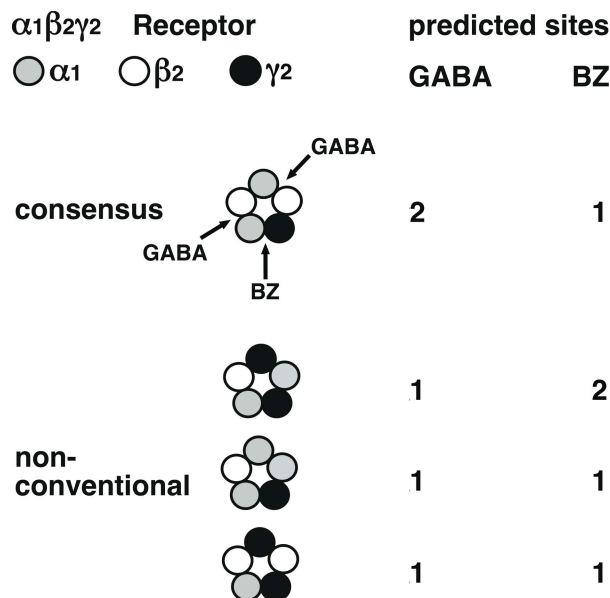 α1β2γ2 Receptor predicted sites
α1 β2 γ2 GABA BZ
GABA
consensus 2 1
GABA
BZ
1 2
non-
conventional 1 1
1 1